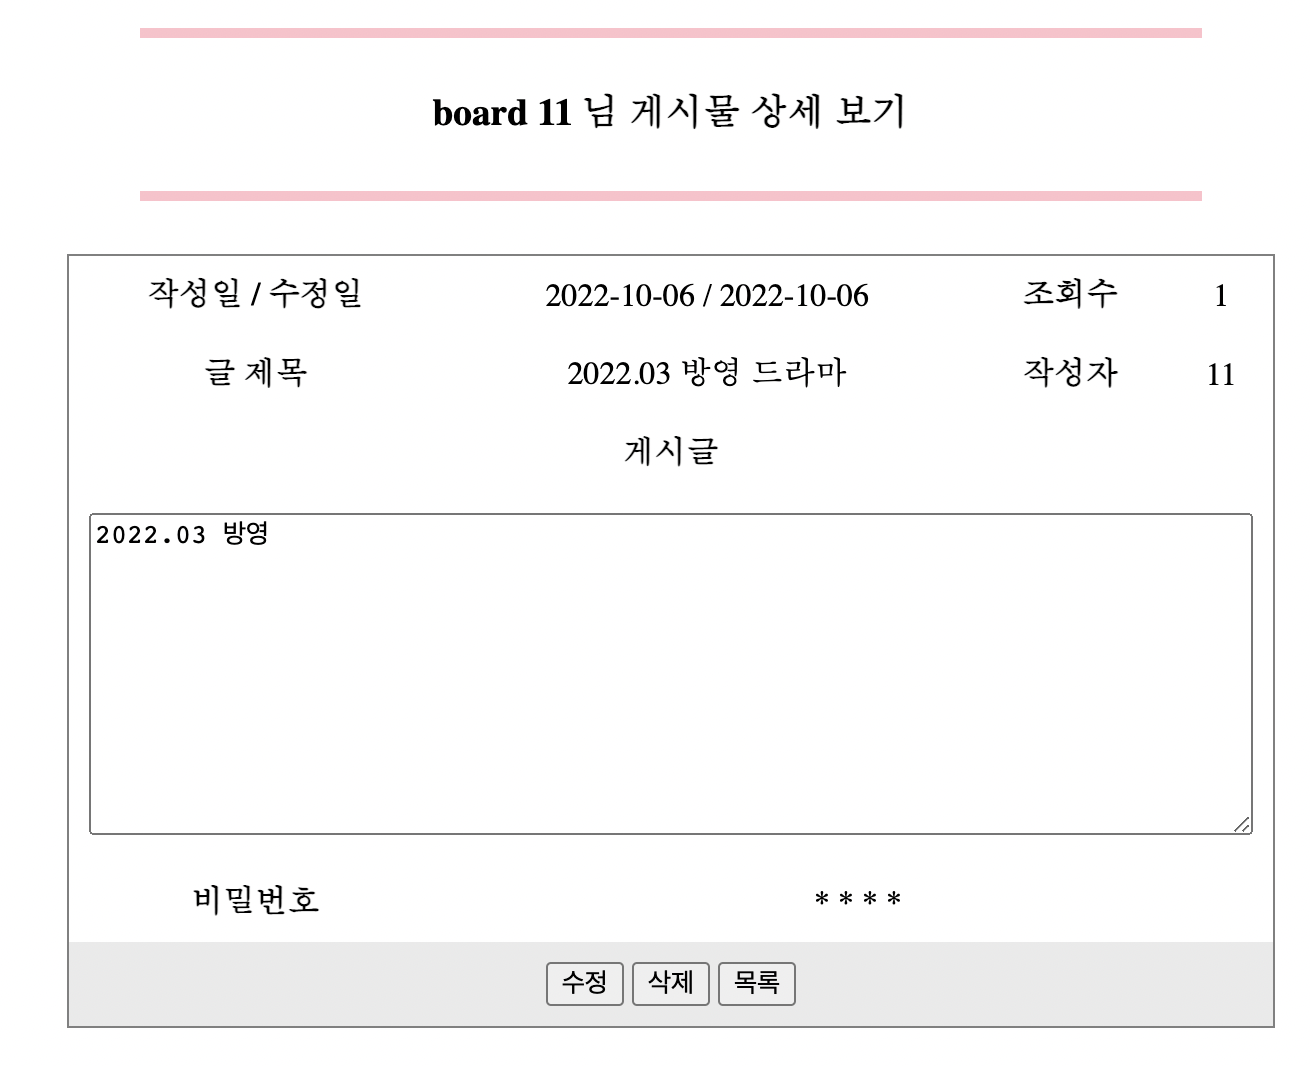 board 11 님 게시물 상세 보기
작성일 / 수정일 2022-10-06 / 2022-10-06 조회수 1
글 제목 2022.03 방영 드라마 작성자 11
게시글
2022.03 방영
비밀번호 * * * *
수정 삭제 목록